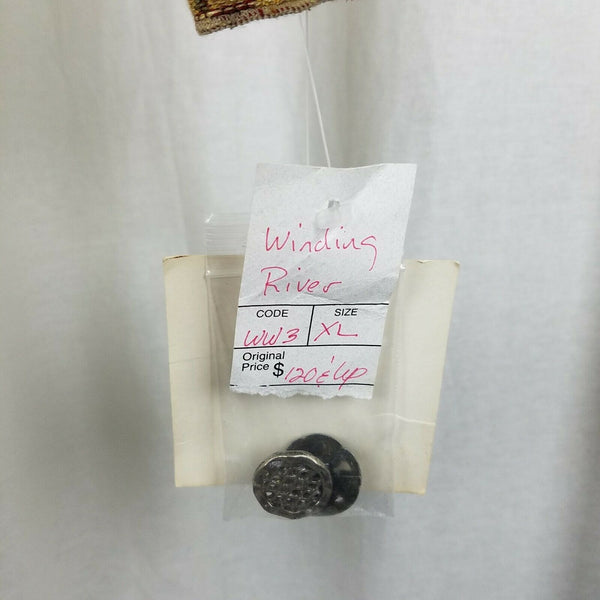 Winding
River
CODE SIZE
WW3 XL
Original
Price $120 & up